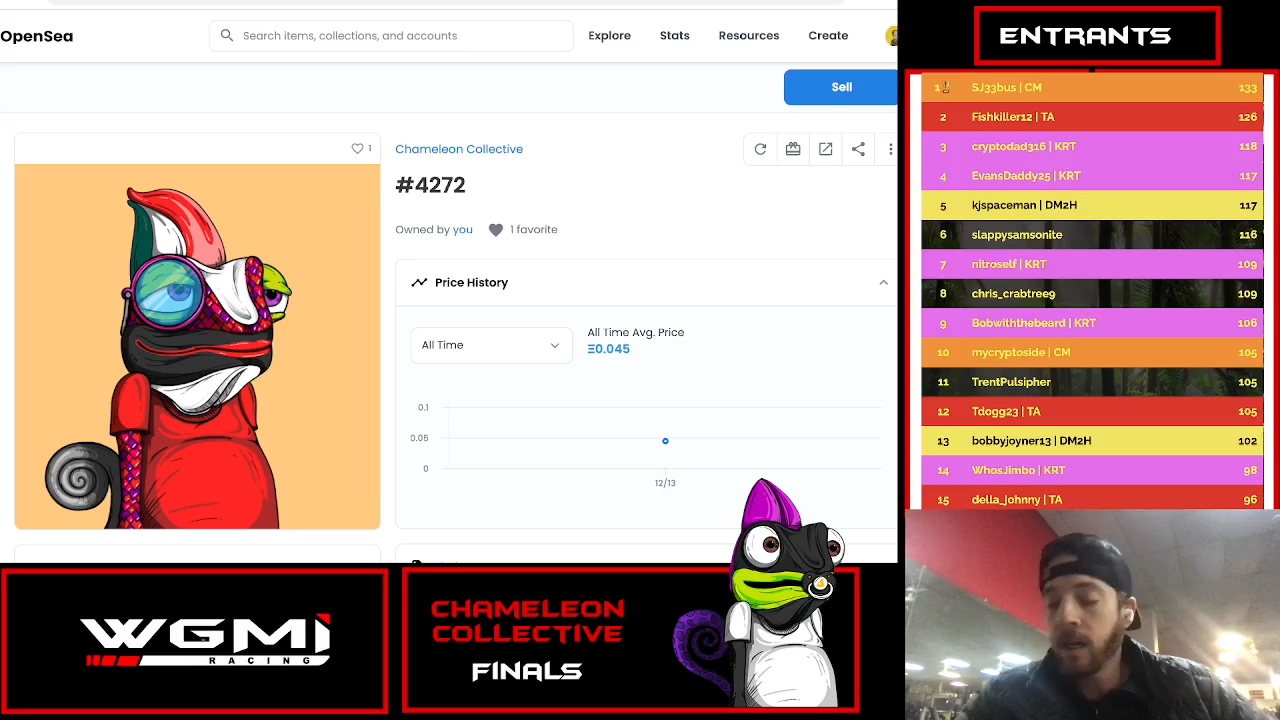 OpenSea
Search items, collections, and accounts
Explore
Stats
Resources
Create
Sell
1
Chameleon Collective
#4272
Owned by you
1 favorite
Price History
All Time
All Time Avg. Price
Ξ0.045
0.1
0.05
0
12/13
WGMI
RACING
CHAMELEON
COLLECTIVE
FINALS
ENTRANTS
1 SJ33bus | CM 133
2 Fishkiller12 | TA 126
3 cryptodad316 | KRT 118
4 EvansDaddy25 | KRT 117
5 kjspaceman | DM2H 117
6 slappysamsonite 116
7 nitroself | KRT 109
8 chris_crabtree9 109
9 Bobwiththebeard | KRT 106
10 mycryptoside | CM 105
11 TrentPulsipher 105
12 Tdogg23 | TA 105
13 bobbyjoyner13 | DM2H 102
14 WhosJimbo | KRT 98
15 della_johnny | TA 96